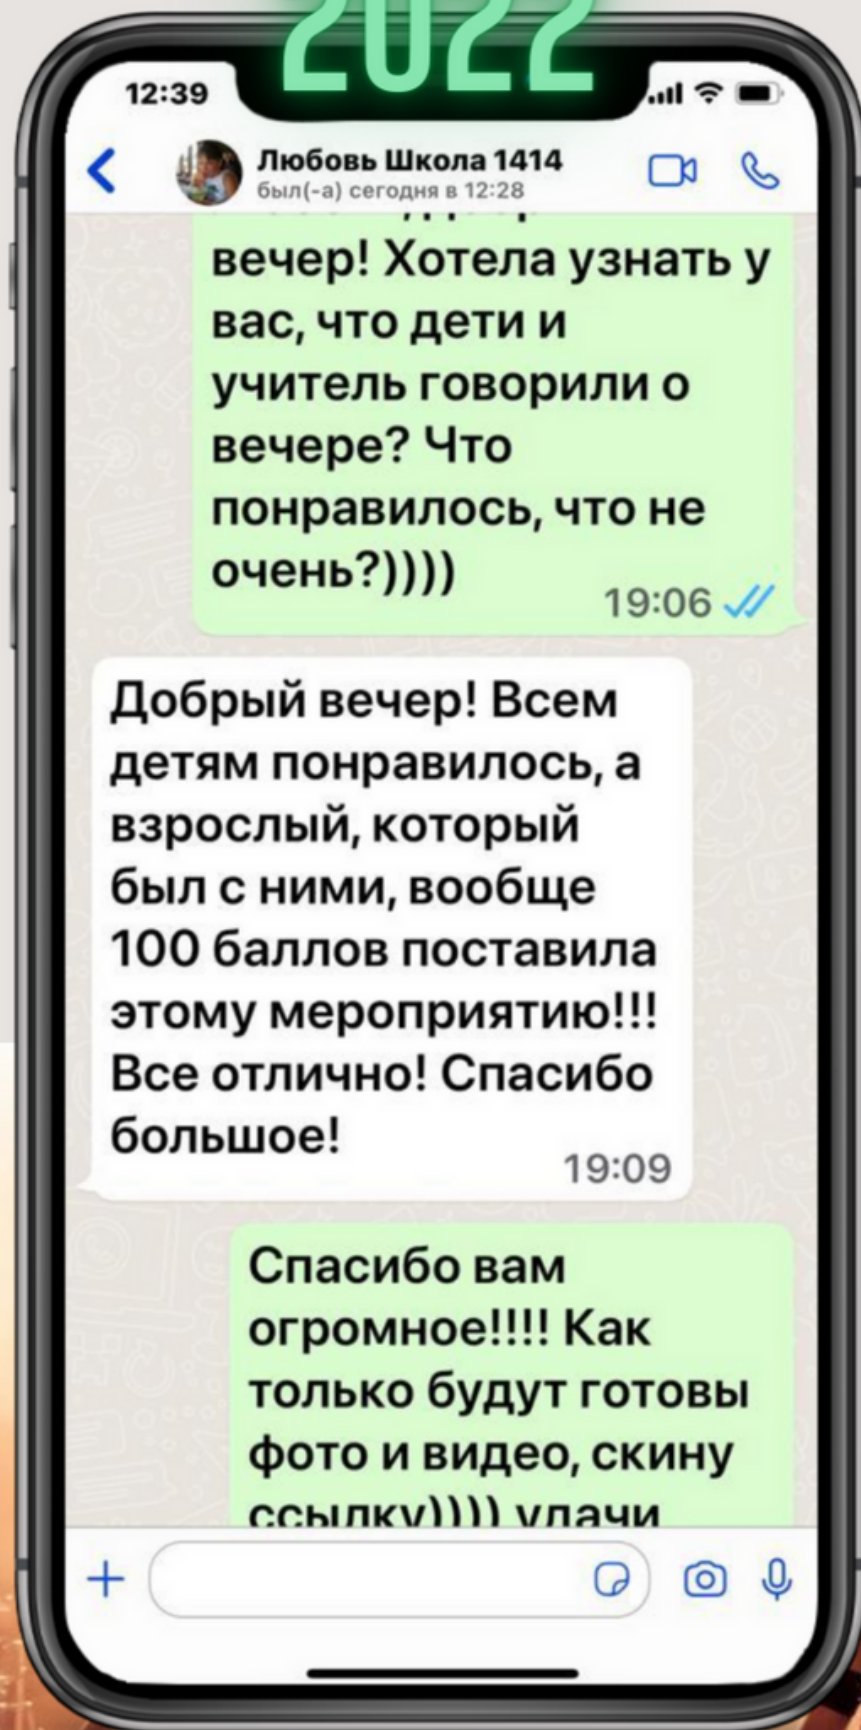 2022
12:39
Любовь Школа 1414
был(-а) сегодня в 12:28
вечер! Хотела узнать у
вас, что дети и
учитель говорили о
вечере? Что
понравилось, что не
очень?))))
19:06
Добрый вечер! Всем
детям понравилось, а
взрослый, который
был с ними, вообще
100 баллов поставила
этому мероприятию!!!
Все отлично! Спасибо
большое!
19:09
Спасибо вам
огромное!!!! Как
только будут готовы
фото и видео, скину
ссылку)))) удачи